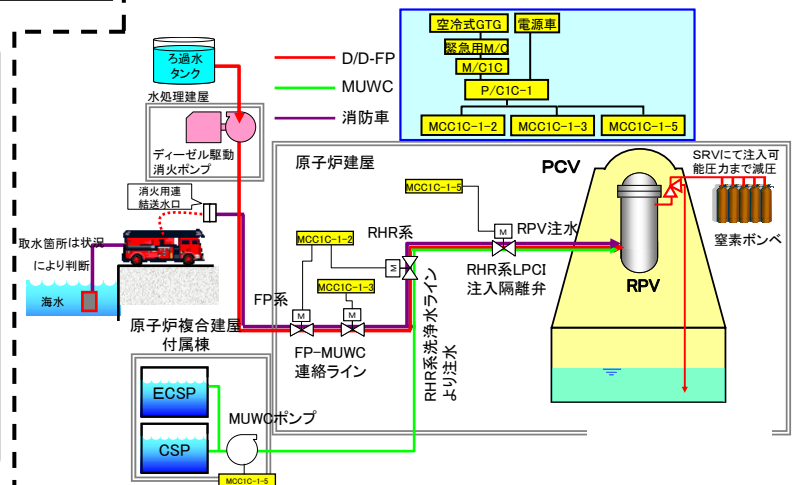 空冷式GTG
電源車
緊急用M/C
M/C1C
P/C1C-1
MCC1C-1-2
MCC1C-1-3
MCC1C-1-5
ろ過水
タンク
水処理建屋
ディーゼル駆動
消火ポンプ
D/D-FP
MUWC
消防車
消火用連
結送水口
取水箇所は状況
により判断
海水
原子炉建屋
PCV
SRVにて注入可
能圧力まで減圧
窒素ボンベ
RPV
MCC1C-1-5
M
RPV注水
RHR系LPCI
注入隔離弁
RHR系
MCC1C-1-2
M
MCC1C-1-3
FP系
M
M
FP-MUWC
連絡ライン
RHR系洗浄水ライン
より注水
原子炉複合建屋
付属棟
ECSP
CSP
MUWCポンプ
MCC1C-1-5